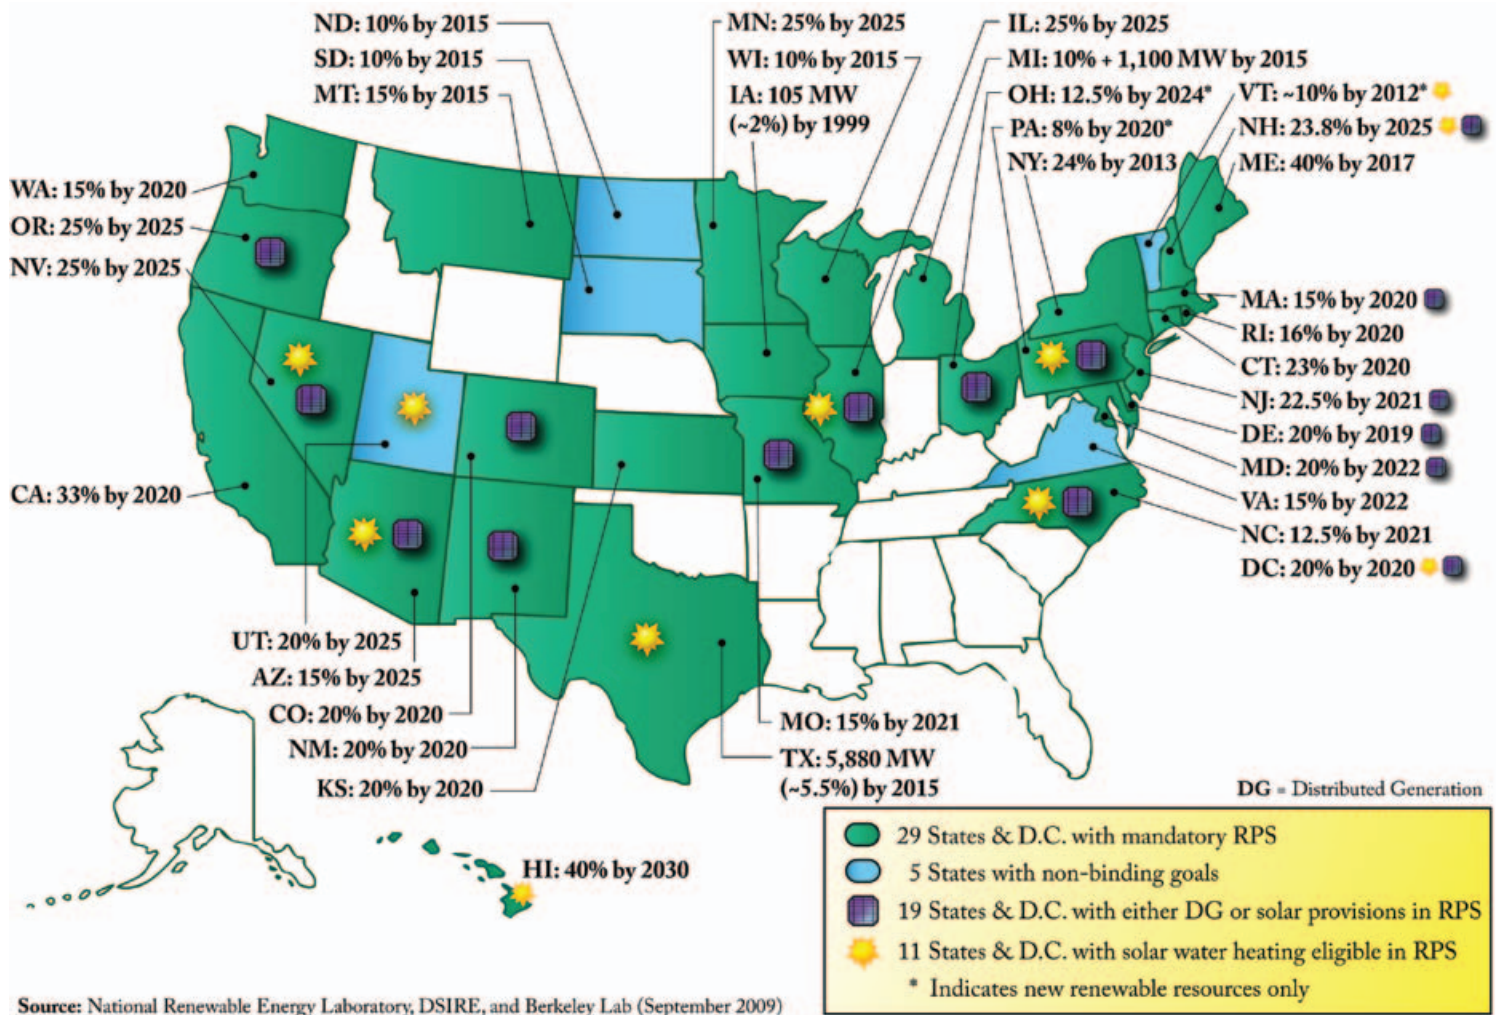 ND: 10% by 2015
SD: 10% by 2015
MT: 15% by 2015
MN: 25% by 2025
WI: 10% by 2015
IA: 105 MW
(~2%) by 1999
IL: 25% by 2025
MI: 10% + 1,100 MW by 2015
OH: 12.5% by 2024*
PA: 8% by 2020*
NY: 24% by 2013
VT: ~10% by 2012*
NH: 23.8% by 2025
ME: 40% by 2017
WA: 15% by 2020
OR: 25% by 2025
NV: 25% by 2025
CA: 33% by 2020
MA: 15% by 2020
RI: 16% by 2020
CT: 23% by 2020
NJ: 22.5% by 2021
DE: 20% by 2019
MD: 20% by 2022
VA: 15% by 2022
NC: 12.5% by 2021
DC: 20% by 2020
UT: 20% by 2025
AZ: 15% by 2025
CO: 20% by 2020
NM: 20% by 2020
KS: 20% by 2020
MO: 15% by 2021
TX: 5,880 MW
(~5.5%) by 2015
HI: 40% by 2030
DG = Distributed Generation
29 States & D.C. with mandatory RPS
5 States with non-binding goals
19 States & D.C. with either DG or solar provisions in RPS
11 States & D.C. with solar water heating eligible in RPS
* Indicates new renewable resources only
Source: National Renewable Energy Laboratory, DSIRE, and Berkeley Lab (September 2009)